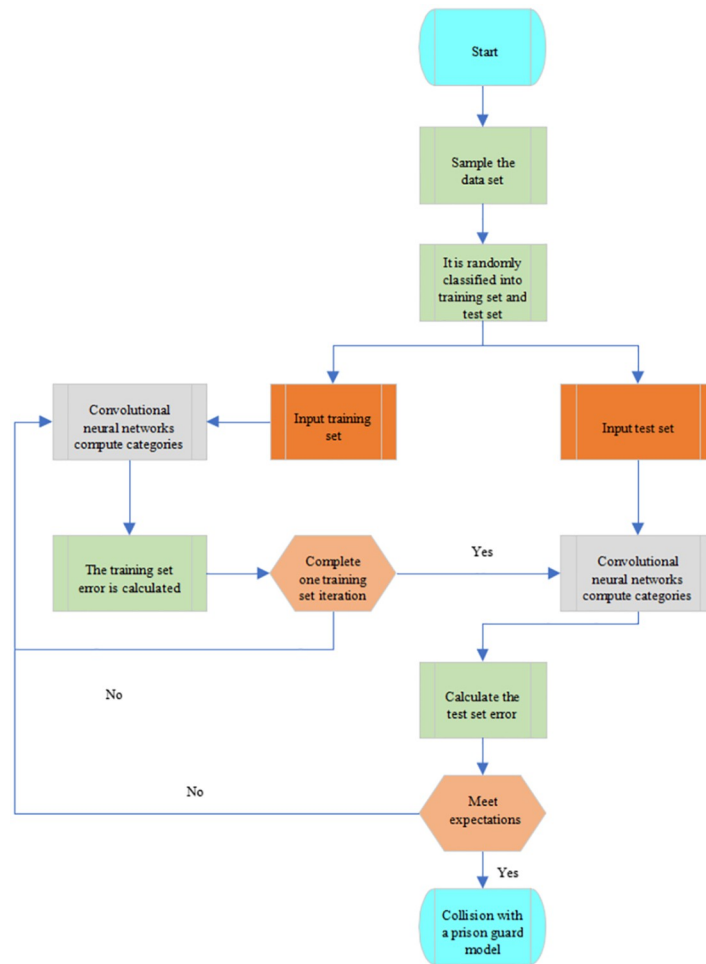 Start
Sample the
data set
It is randomly
classified into
training set and
test set
Convolutional
neural networks
compute categories
Input training
set
Input test set
The training set
error is calculated
Complete
one training
set iteration
Yes
Convolutional
neural networks
compute categories
No
Calculate the
test set error
No
Meet
expectations
Yes
Collision with
a prison guard
model